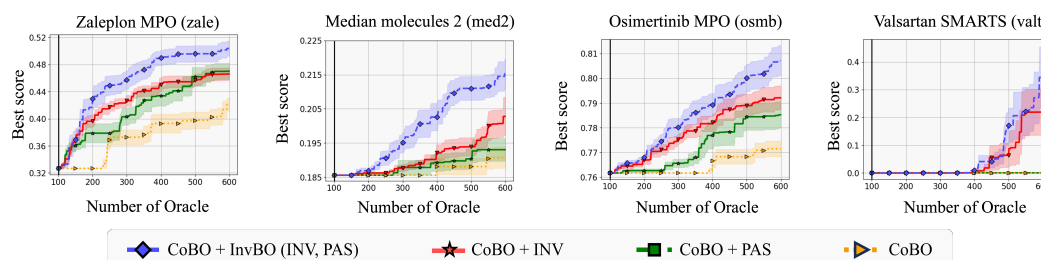 Zaleplon MPO (zale)
Best score
0.52
0.48
0.44
0.40
0.36
0.32
100
200
300
400
500
600
Number of Oracle
Median molecules 2 (med2)
Best score
0.225
0.215
0.205
0.195
0.185
100
200
300
400
500
600
Number of Oracle
Osimertinib MPO (osmb)
Best score
0.81
0.80
0.78
0.77
0.76
100
200
300
400
500
600
Number of Oracle
Valsartan SMARTS (valt
Best score
0.4
0.3
0.2
0.1
0.0
100
200
300
400
500
600
Number of Oracle
CoBO + InvBO (INV, PAS)
CoBO + INV
CoBO + PAS
CoBO